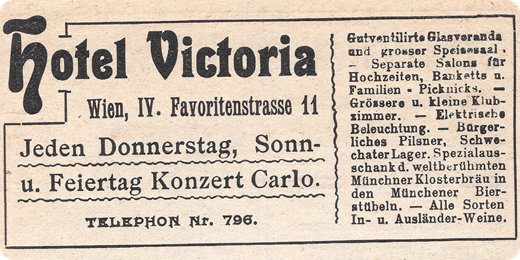 Hotel Victoria
Wien, IV. Favoritenstrasse 11
Jeden Donnerstag, Sonn-
u. Feiertag Konzert Carlo.
TELEPHON Nr. 796.
Gutventilirte Glasveranda
und grosser Speisesaal.
— Separate Salons für
Hochzeiten, Banketts u.
Familien - Picknicks. —
Grössere u. kleine Klub-
zimmer. — Elektrische
Beleuchtung. — Bürger-
liches Pilsner, Schwe-
chater Lager. Spezialaus-
schank d. weltberühmten
Münchner Klosterbräu in
den Münchener Bier-
stübeln. — Alle Sorten
In- u. Ausländer-Weine.